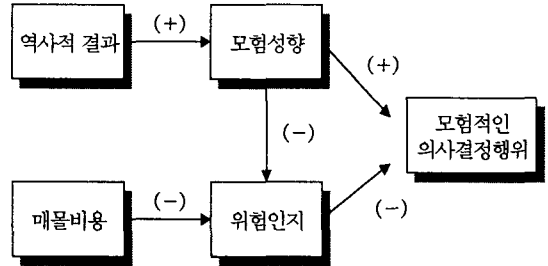 역사적 결과
(+)
모험성향
(+)
(-)
모험적인
의사결정행위
매몰비용
(-)
위험인지
(-)